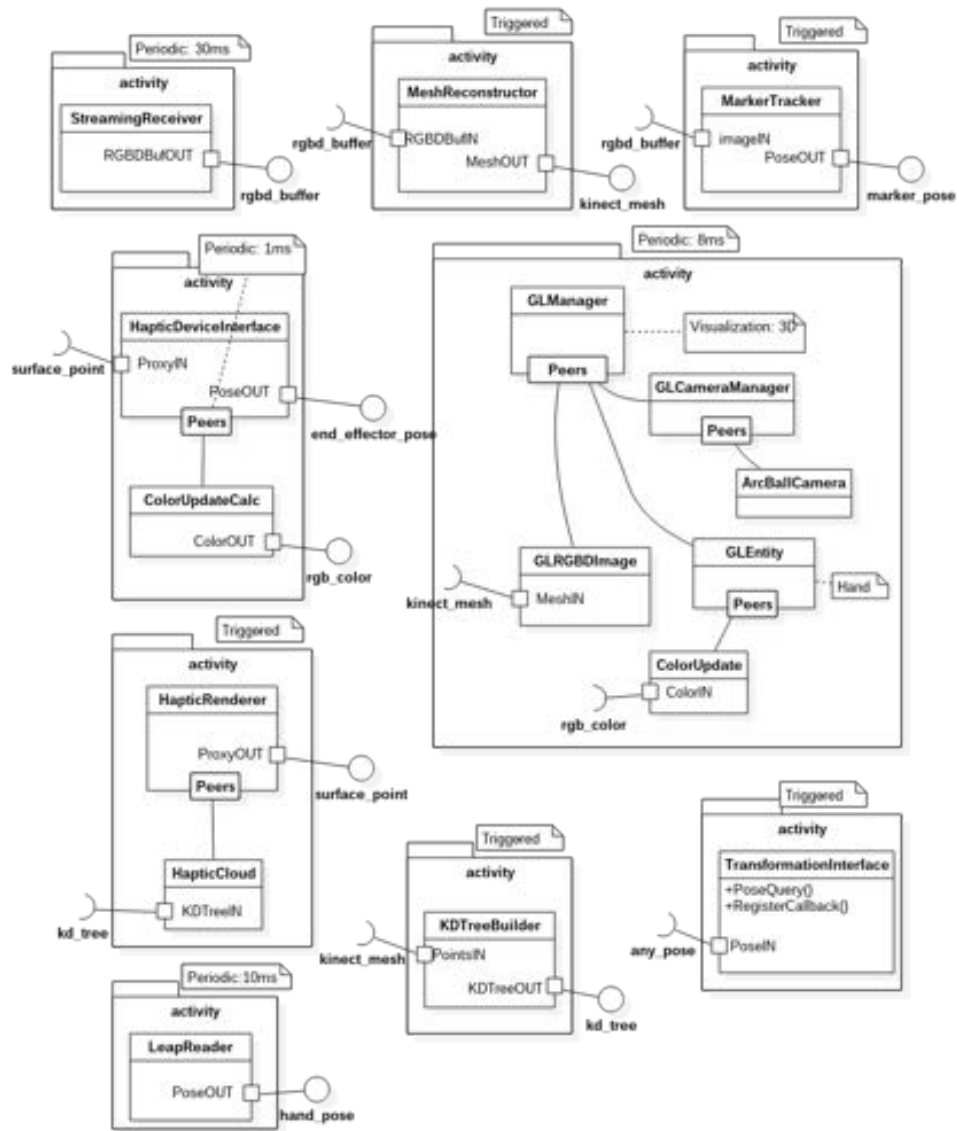 Periodic: 30ms
activity
StreamingReceiver
RGBDBufOUT
rgbd_buffer
Triggered
activity
MeshReconstructor
rgbd_buffer
RGBDBufIN
MeshOUT
kinect_mesh
Triggered
activity
MarkerTracker
rgbd_buffer
imageIN
PoseOUT
marker_pose
Periodic: 1ms
activity
HapticDeviceInterface
surface_point
ProxyIN
PoseOUT
Peers
end_effector_pose
ColorUpdateCalc
ColorOUT
rgb_color
Periodic: 8ms
activity
GLManager
Visualization: 3D
Peers
GLCameraManager
Peers
ArcBallCamera
GLRGBDImage
kinect_mesh
MeshIN
GLEntity
Hand
Peers
ColorUpdate
ColorIN
rgb_color
Triggered
activity
HapticRenderer
ProxyOUT
Peers
surface_point
HapticCloud
KDTreeIN
kd_tree
Triggered
activity
KDTreeBuilder
kinect_mesh
PointsIN
KDTreeOUT
kd_tree
Triggered
activity
TransformationInterface
+PoseQuery()
+RegisterCallback()
any_pose
PoseIN
Periodic:10ms
activity
LeapReader
PoseOUT
hand_pose